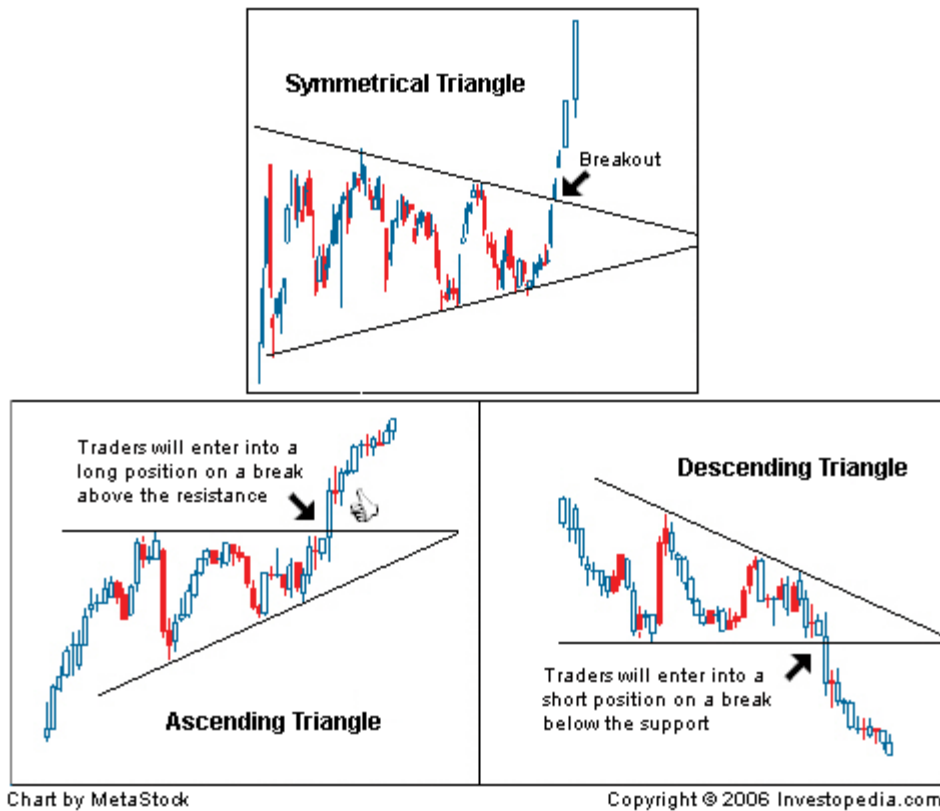 Symmetrical Triangle
Breakout
Traders will enter into a
long position on a break
above the resistance
Ascending Triangle
Descending Triangle
Traders will enter into a
short position on a break
below the support
Chart by MetaStock
Copyright © 2006 Investopedia.com